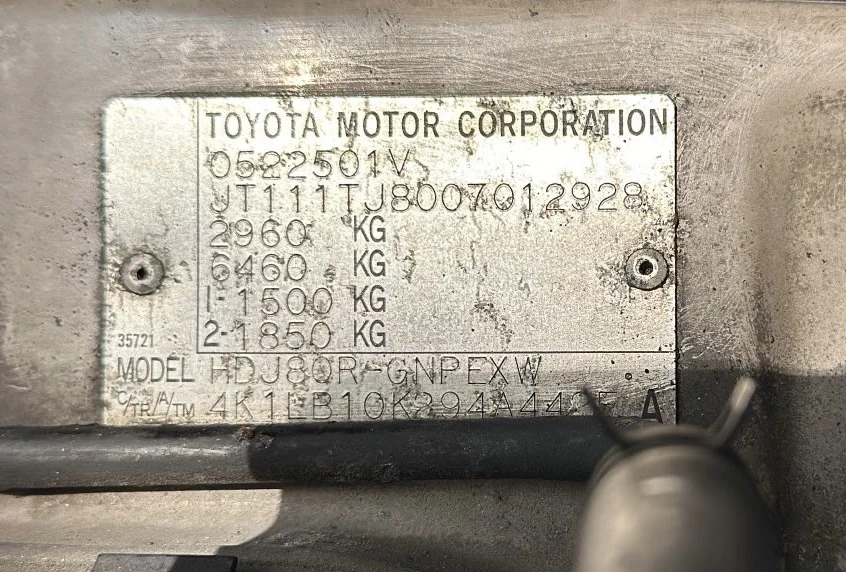 TOYOTA MOTOR CORPORATION
0522501V
JT111TJ8007012928
2960 KG
6460 KG
1-1500 KG
2-1850 KG
35721
MODEL HDJ80R-GNPEXW
C/TR/A/TM A